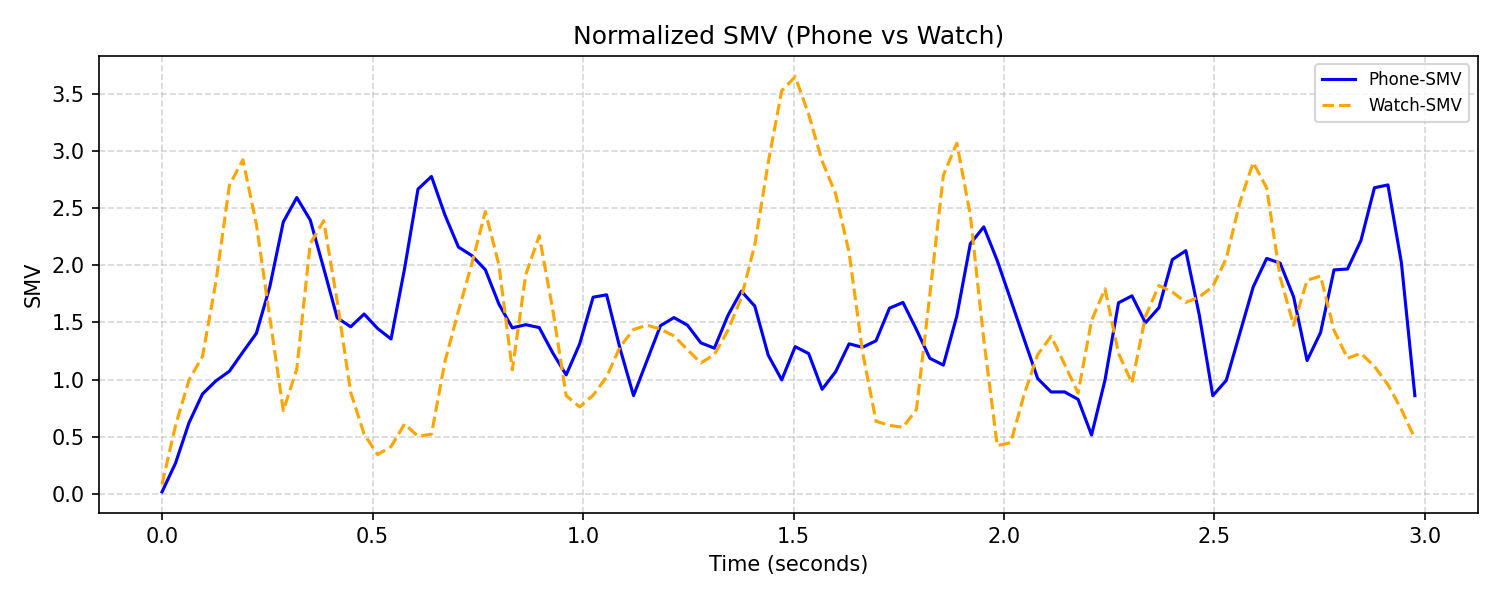 Normalized SMV (Phone vs Watch)
Phone-SMV
Watch-SMV
SMV
3.5
3.0
2.5
2.0
1.5
1.0
0.5
0.0
0.0 0.5 1.0 1.5 2.0 2.5 3.0
Time (seconds)